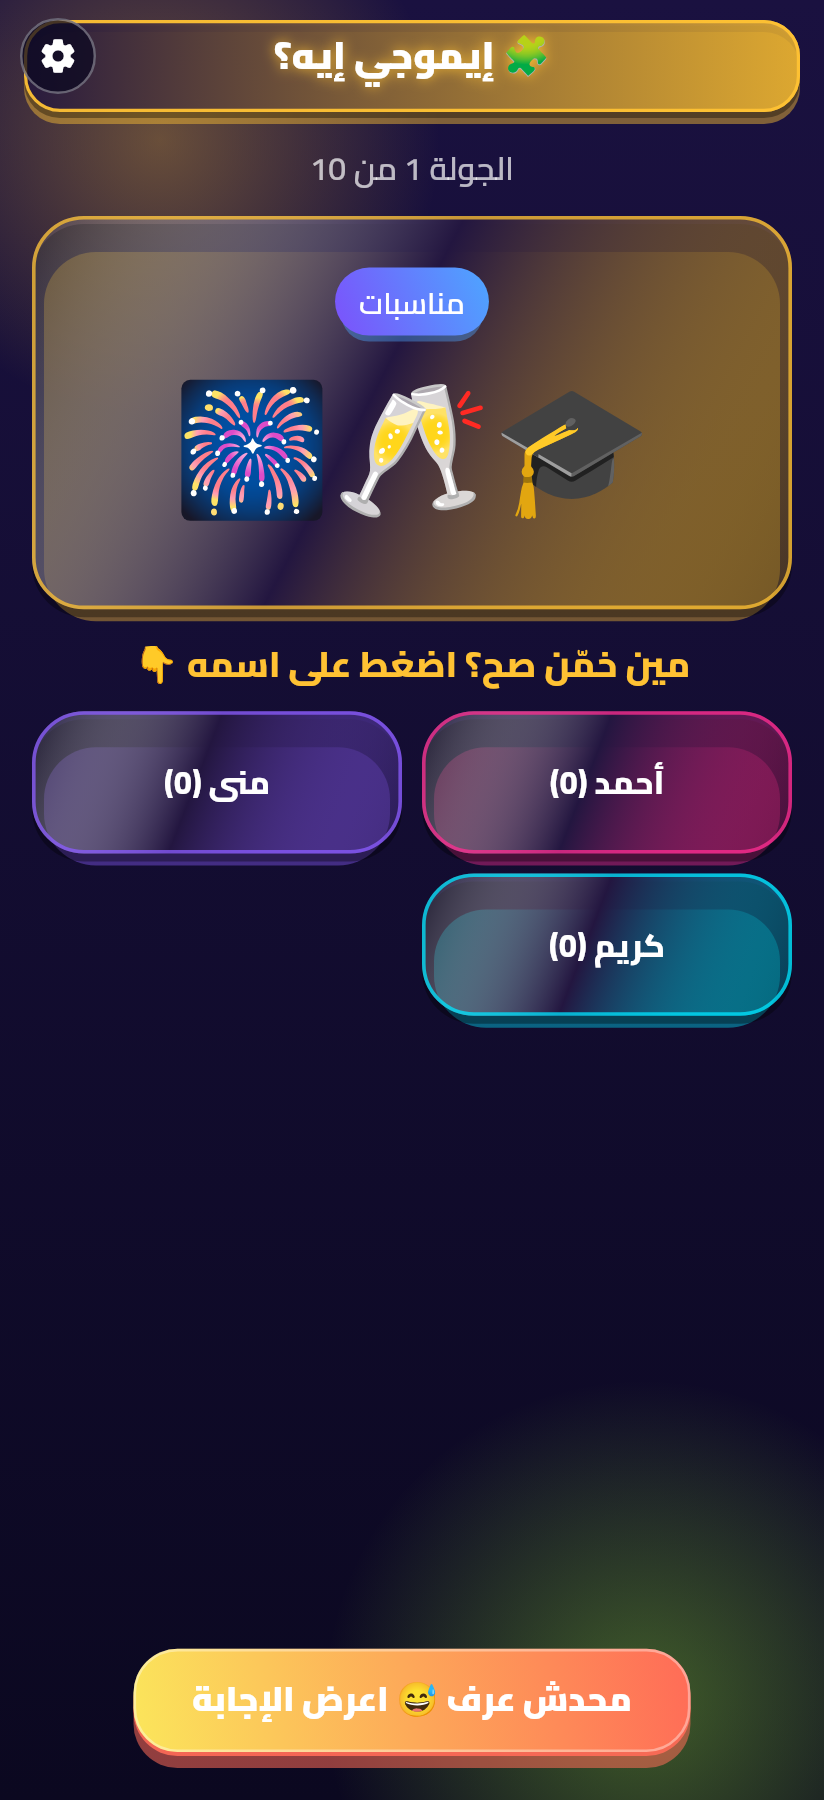 🧩 إيموجي إيه؟
الجولة 1 من 10
مناسبات
🎓🥂🎆
مين خمّن صح؟ اضغط على اسمه 👇
أحمد (0)
منى (0)
كريم (0)
محدش عرف 😅 اعرض الإجابة